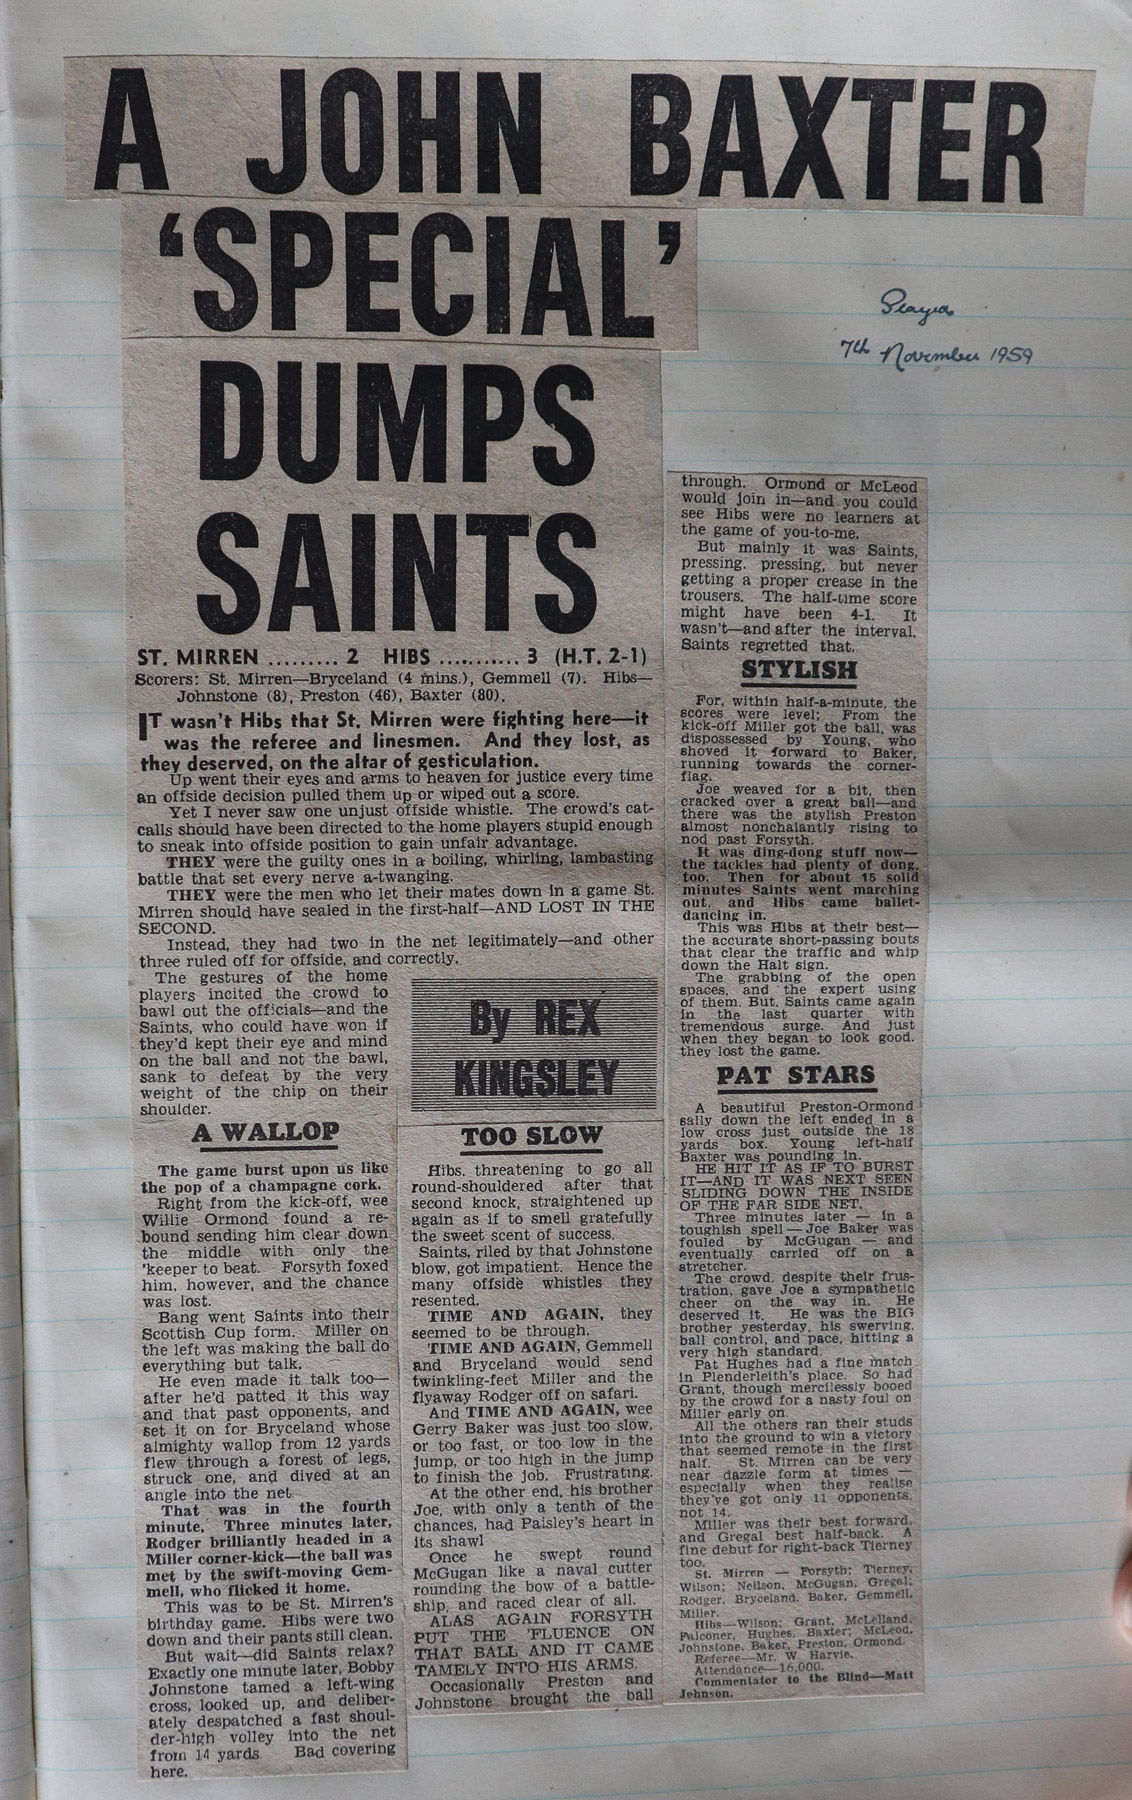 A JOHN BAXTER
'SPECIAL'
DUMPS
SAINTS
7th November 1959
ST. MIRREN ......... 2 HIBS ........... 3 (H.T. 2-1)
Scorers: St. Mirren—Bryceland (4 mins.), Gemmell (7). Hibs—
Johnstone (8), Preston (46), Baxter (80).
IT wasn't Hibs that St. Mirren were fighting here—it
was the referee and linesmen. And they lost, as
they deserved, on the altar of gesticulation.
Up went their eyes and arms to heaven for justice every time
an offside decision pulled them up or wiped out a score.
Yet I never saw one unjust offside whistle. The crowd's cat-
calls should have been directed to the home players stupid enough
to sneak into offside position to gain unfair advantage.
THEY were the guilty ones in a boiling, whirling, lambasting
battle that set every nerve a-twanging.
THEY were the men who let their mates down in a game St.
Mirren should have sealed in the first-half—AND LOST IN THE
SECOND.
Instead, they had two in the net legitimately—and other
three ruled off for offside, and correctly.
The gestures of the home
players incited the crowd to
bawl out the officials—and the
Saints, who could have won if
they'd kept their eye and mind
on the ball and not the bawl,
sank to defeat by the very
weight of the chip on their
shoulder.
By REX
KINGSLEY
A WALLOP
The game burst upon us like
the pop of a champagne cork.
Right from the kick-off, wee
Willie Ormond found a re-
bound sending him clear down
the middle with only the
'keeper to beat. Forsyth foxed
him, however, and the chance
was lost.
Bang went Saints into their
Scottish Cup form. Miller on
the left was making the ball do
everything but talk.
He even made it talk too—
after he'd patted it this way
and that past opponents, and
set it on for Bryceland whose
almighty wallop from 12 yards
flew through a forest of legs,
struck one, and dived at an
angle into the net
That was in the fourth
minute. Three minutes later,
Rodger brilliantly headed in a
Miller corner-kick—the ball was
met by the swift-moving Gem-
mell, who flicked it home.
This was to be St. Mirren's
birthday game. Hibs were two
down and their pants still clean.
But wait—did Saints relax?
Exactly one minute later, Bobby
Johnstone tamed a left-wing
cross, looked up, and deliber-
ately despatched a fast shoul-
der-high volley into the net
from 14 yards. Bad covering
here.
TOO SLOW
Hibs, threatening to go all
round-shouldered after that
second knock, straightened up
again as if to smell gratefully
the sweet scent of success.
Saints, riled by that Johnstone
blow, got impatient. Hence the
many offside whistles they
resented.
TIME AND AGAIN, they
seemed to be through.
TIME AND AGAIN, Gemmell
and Bryceland would send
twinkling-feet Miller and the
flyaway Rodger off on safari.
And TIME AND AGAIN, wee
Gerry Baker was just too slow,
or too fast, or too low in the
jump, or too high in the jump
to finish the job. Frustrating.
At the other end, his brother
Joe, with only a tenth of the
chances, had Paisley's heart in
its shawl
Once he swept round
McGugan like a naval cutter
rounding the bow of a battle-
ship, and raced clear of all.
ALAS AGAIN FORSYTH
PUT THE 'FLUENCE ON
THAT BALL AND IT CAME
TAMELY INTO HIS ARMS.
Occasionally Preston and
Johnstone brought the ball
through. Ormond or McLeod
would join in—and you could
see Hibs were no learners at
the game of you-to-me.
But mainly it was Saints,
pressing, pressing, but never
getting a proper crease in the
trousers. The half-time score
might have been 4-1. It
wasn't—and after the interval,
Saints regretted that.
STYLISH
For, within half-a-minute, the
scores were level; From the
kick-off Miller got the ball, was
dispossessed by Young, who
shoved it forward to Baker,
running towards the corner-
flag.
Joe weaved for a bit, then
cracked over a great ball—and
there was the stylish Preston
almost nonchalantly rising to
nod past Forsyth.
It was ding-dong stuff now—
the tackles had plenty of dong,
too. Then for about 15 solid
minutes Saints went marching
out, and Hibs came ballet-
dancing in.
This was Hibs at their best—
the accurate short-passing bouts
that clear the traffic and whip
down the Halt sign.
The grabbing of the open
spaces, and the expert using
of them. But, Saints came again
in the last quarter with
tremendous surge. And just
when they began to look good,
they lost the game.
PAT STARS
A beautiful Preston-Ormond
sally down the left ended in a
low cross just outside the 18
yards box. Young left-half
Baxter was pounding in.
HE HIT IT AS IF TO BURST
IT—AND IT WAS NEXT SEEN
SLIDING DOWN THE INSIDE
OF THE FAR SIDE NET.
Three minutes later — in a
toughish spell — Joe Baker was
fouled by McGugan — and
eventually carried off on a
stretcher.
The crowd, despite their frus-
tration, gave Joe a sympathetic
cheer on the way in. He
deserved it. He was the BIG
brother yesterday, his swerving,
ball control, and pace, hitting a
very high standard.
Pat Hughes had a fine match
in Plenderleith's place. So had
Grant, though mercilessly booed
by the crowd for a nasty foul on
Miller early on.
All the others ran their studs
into the ground to win a victory
that seemed remote in the first
half. St. Mirren can be very
near dazzle form at times —
especially when they realise
they've got only 11 opponents,
not 14.
Miller was their best forward,
and Gregal best half-back. A
fine debut for right-back Tierney
too.
St. Mirren — Forsyth; Tierney,
Wilson; Neilson, McGugan, Gregal;
Rodger, Bryceland, Baker, Gemmell,
Miller.
Hibs—Wilson; Grant, McLelland,
Falconer, Hughes, Baxter; McLeod,
Johnstone, Baker, Preston, Ormond.
Referee—Mr. W. Harvie.
Attendance—16,000.
Commentator to the Blind—Matt
Johnson.